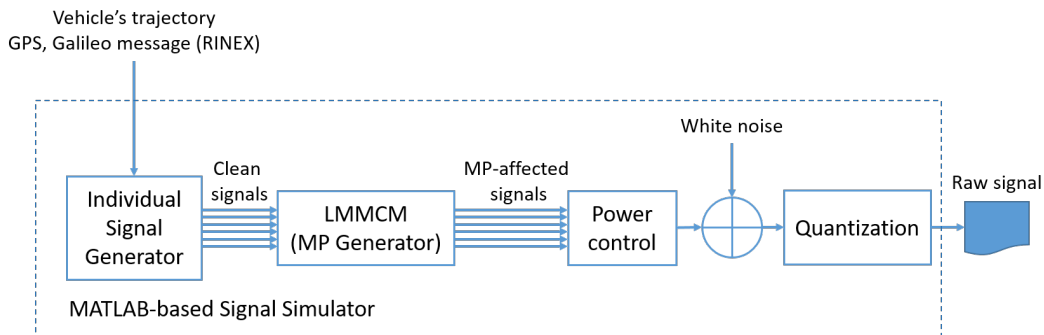 Vehicle's trajectory
GPS, Galileo message (RINEX)
White noise
Clean
signals
MP-affected
signals
Raw signal
Individual
Signal
Generator
LMMCM
(MP Generator)
Power
control
Quantization
MATLAB-based Signal Simulator